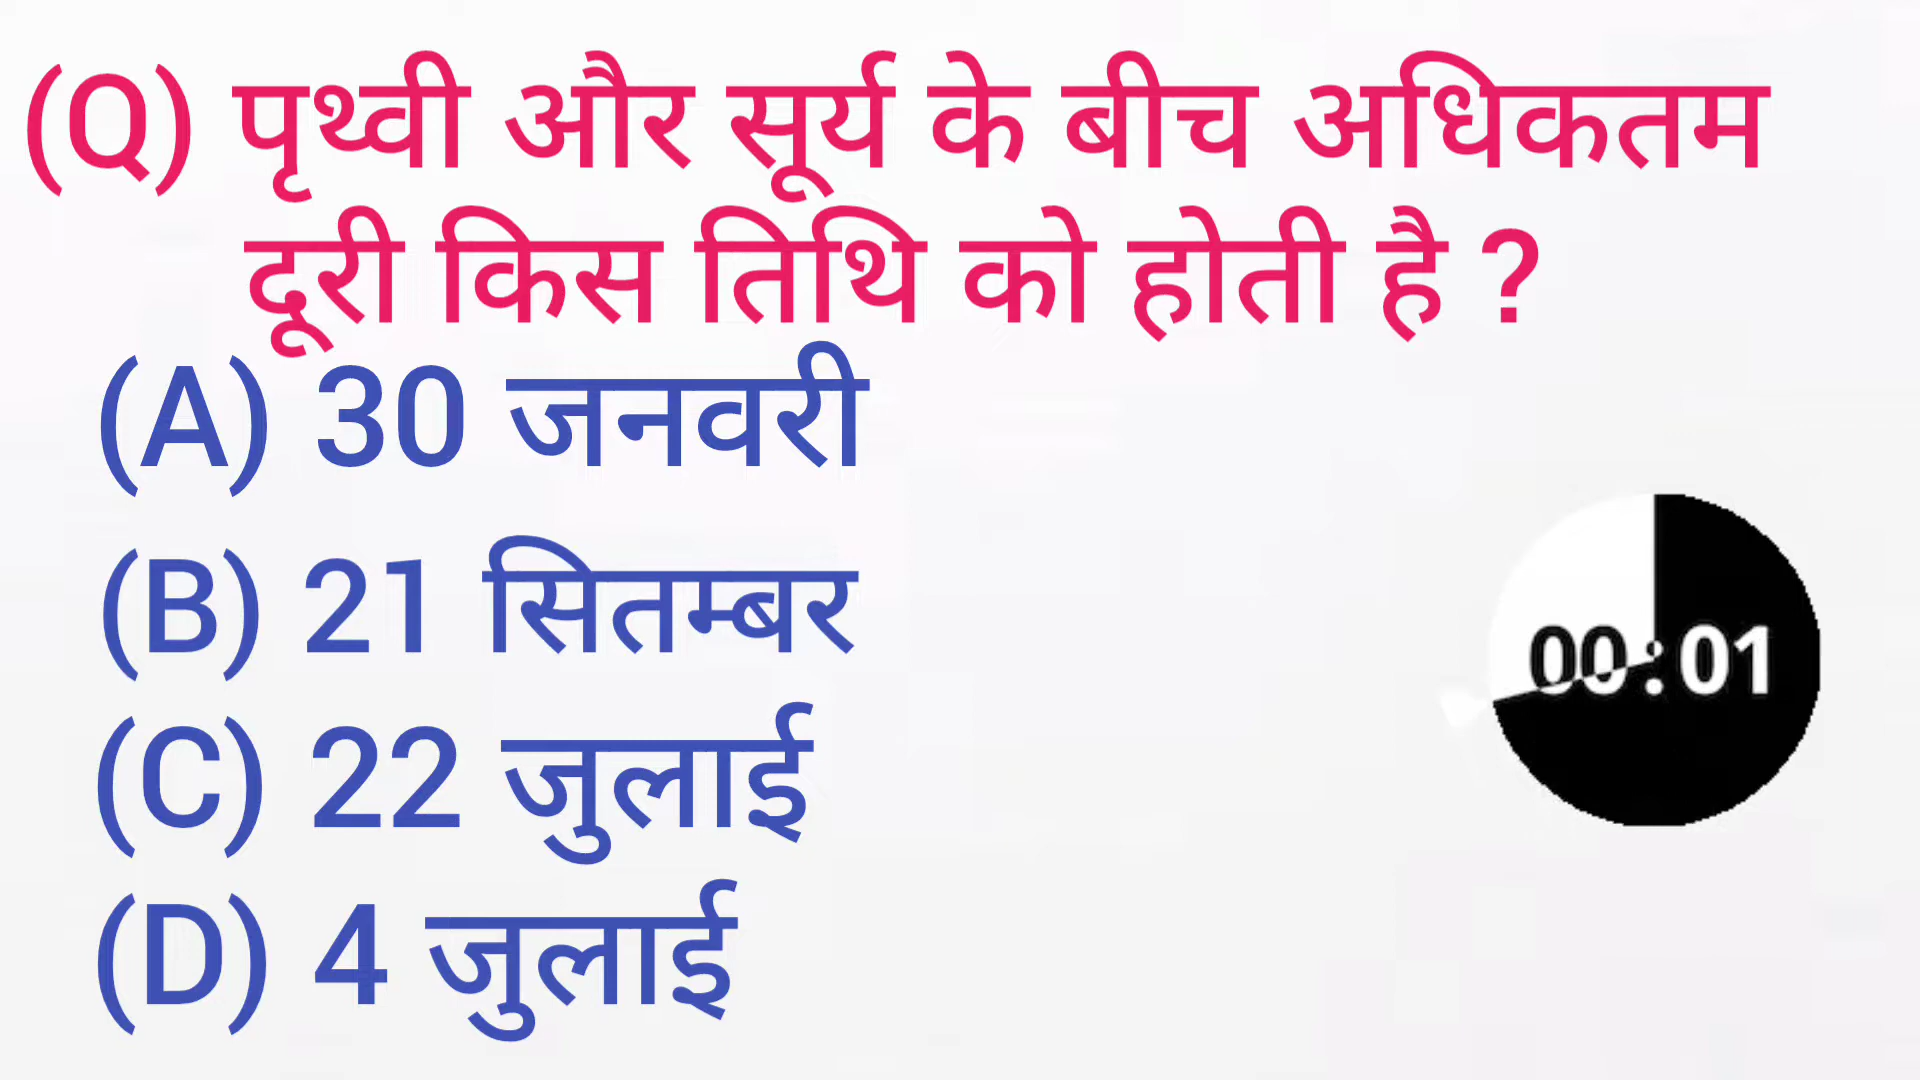 (Q) पृथ्वी और सूर्य के बीच अधिकतम
दूरी किस तिथि को होती है ?
(A) 30 जनवरी
(B) 21 सितम्बर
00:01
(C) 22 जुलाई
(D) 4 जुलाई